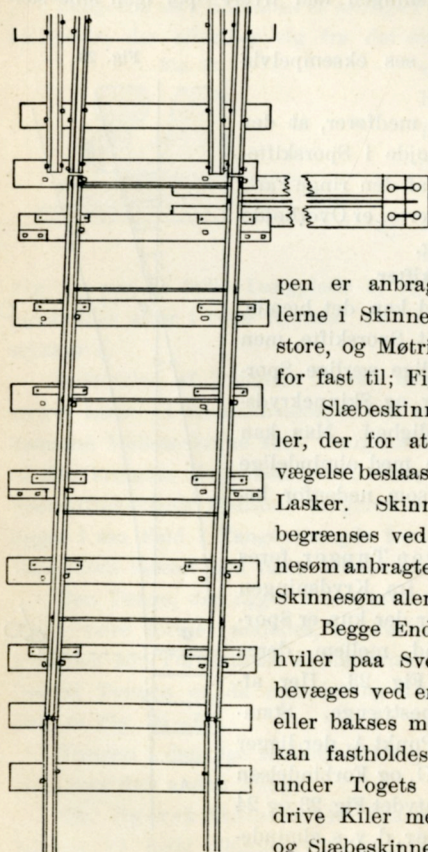 pen er anbrag
lerne i Skinne
store, og Møtri
for fast til; Fi
Slæbeskinn
ler, der for at
vægelse beslaas
Lasker. Skinn
begrænses ved
nesøm anbragte
Skinnesøm alen
Begge End
hviler paa Sve
bevæges ved en
eller bakses m
kan fastholdes
under Togets
drive Kiler me
og Slæbeskinne